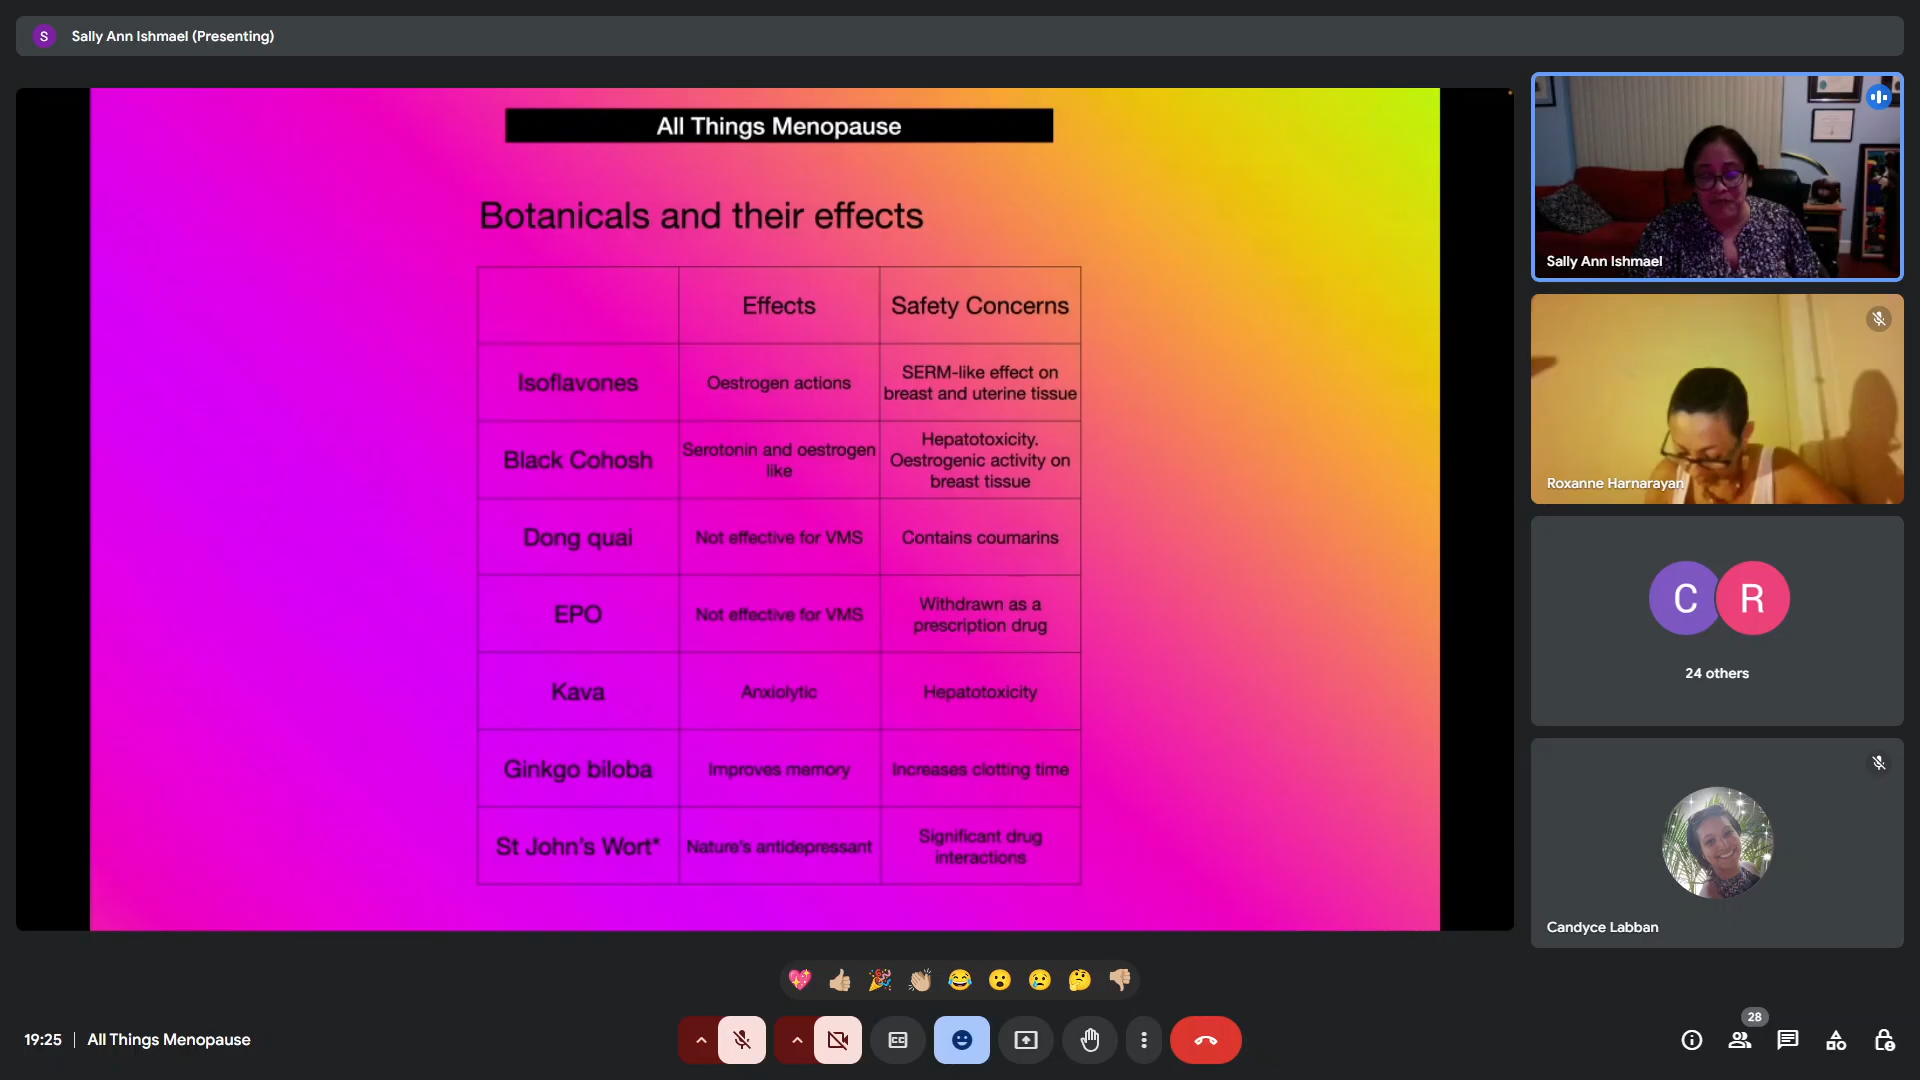 S Sally Ann Ishmael (Presenting)
All Things Menopause
Botanicals and their effects
Effects Safety Concerns
Isoflavones Oestrogen actions SERM-like effect on
breast and uterine tissue
Black Cohosh Serotonin and oestrogen
like
Hepatotoxicity.
Oestrogenic activity on
breast tissue
Dong quai Not effective for VMS Contains coumarins
EPO Not effective for VMS Withdrawn as a
prescription drug
Kava Anxiolytic Hepatotoxicity
Ginkgo biloba Improves memory Increases clotting time
St John's Wort* Nature's antidepressant Significant drug
interactions
Sally Ann Ishmael
Roxanne Harnarayan
C R
24 others
Candyce Labban
19:25 | All Things Menopause
CC
28